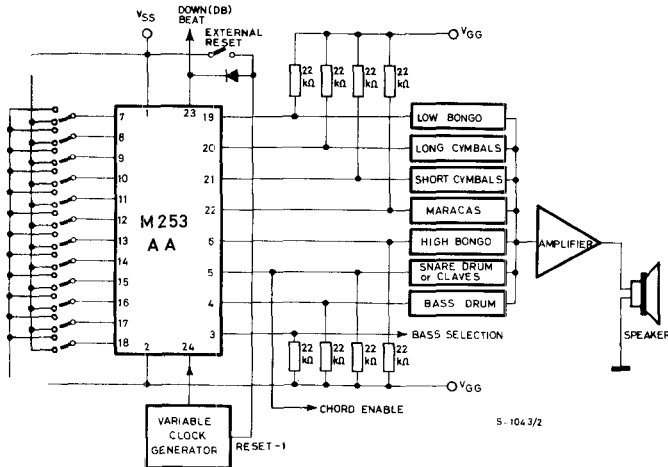 VSS
DOWN(DB)
BEAT
EXTERNAL
RESET
VGG
22
kΩ
22
kΩ
22
kΩ
22
kΩ
1
23
7
8
9
10
11
12
13
14
15
16
17
18
M253
AA
19
20
21
22
6
5
4
3
2
24
LOW BONGO
LONG CYMBALS
SHORT CYMBALS
MARACAS
HIGH BONGO
SNARE DRUM
or CLAVES
BASS DRUM
AMPLIFIER
SPEAKER
BASS SELECTION
22
kΩ
22
kΩ
22
kΩ
22
kΩ
VGG
CHORD ENABLE
VARIABLE
CLOCK
GENERATOR
RESET-1
S-1043/2